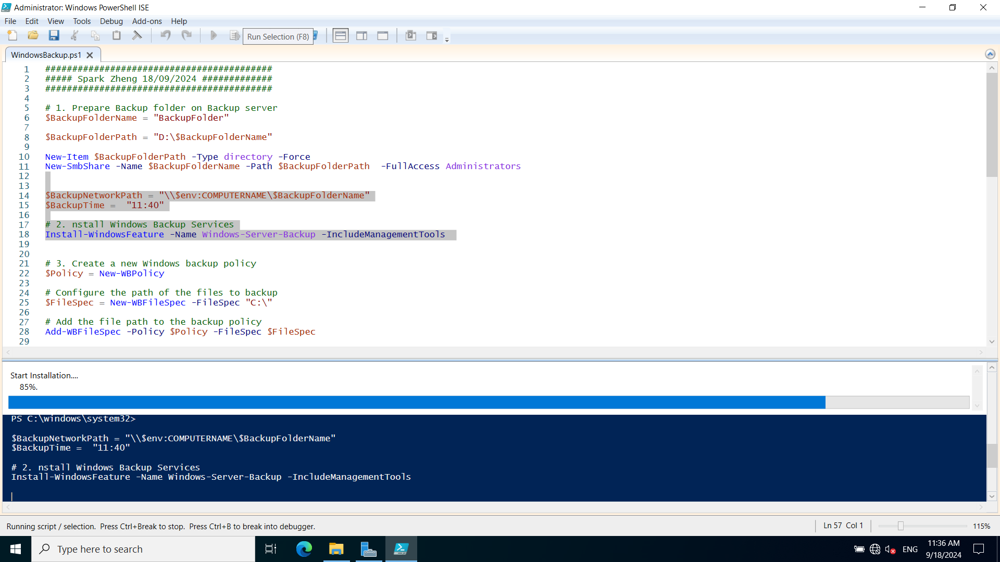 Administrator: Windows PowerShell ISE
File Edit View Tools Debug Add-ons Help
Run Selection (F8)
WindowsBackup.ps1
1 ##########################################
2 ##### Spark Zheng 18/09/2024 #############
3 ##########################################
4
5 # 1. Prepare Backup folder on Backup server
6 $BackupFolderName = "BackupFolder"
7
8 $BackupFolderPath = "D:\$BackupFolderName"
9
10 New-Item $BackupFolderPath -Type directory -Force
11 New-SmbShare -Name $BackupFolderName -Path $BackupFolderPath  -FullAccess Administrators
12
13
14 $BackupNetworkPath = "\\$env:COMPUTERNAME\$BackupFolderName"
15 $BackupTime =  "11:40"
16
17 # 2. nstall Windows Backup Services
18 Install-WindowsFeature -Name Windows-Server-Backup -IncludeManagementTools
19
20
21 # 3. Create a new Windows backup policy
22 $Policy = New-WBPolicy
23
24 # Configure the path of the files to backup
25 $FileSpec = New-WBFileSpec -FileSpec "C:\"
26
27 # Add the file path to the backup policy
28 Add-WBFileSpec -Policy $Policy -FileSpec $FileSpec
29
Start Installation....
85%.
PS C:\windows\system32>
$BackupNetworkPath = "\\$env:COMPUTERNAME\$BackupFolderName"
$BackupTime =  "11:40"
# 2. nstall Windows Backup Services
Install-WindowsFeature -Name Windows-Server-Backup -IncludeManagementTools
Running script / selection.  Press Ctrl+Break to stop.  Press Ctrl+B to break into debugger.
Ln 57 Col 1
115%
Type here to search
ENG
11:36 AM
9/18/2024